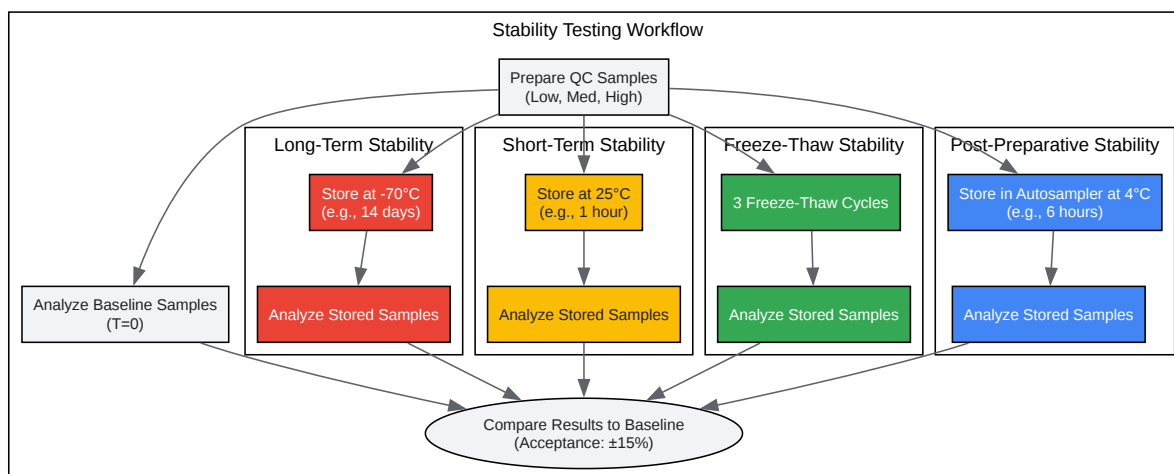 Stability Testing Workflow
Prepare QC Samples
(Low, Med, High)
Long-Term Stability
Short-Term Stability
Freeze-Thaw Stability
Post-Preparative Stability
Store at -70°C
(e.g., 14 days)
Store at 25°C
(e.g., 1 hour)
3 Freeze-Thaw Cycles
Store in Autosampler at 4°C
(e.g., 6 hours)
Analyze Baseline Samples
(T=0)
Analyze Stored Samples
Analyze Stored Samples
Analyze Stored Samples
Analyze Stored Samples
Compare Results to Baseline
(Acceptance: ±15%)